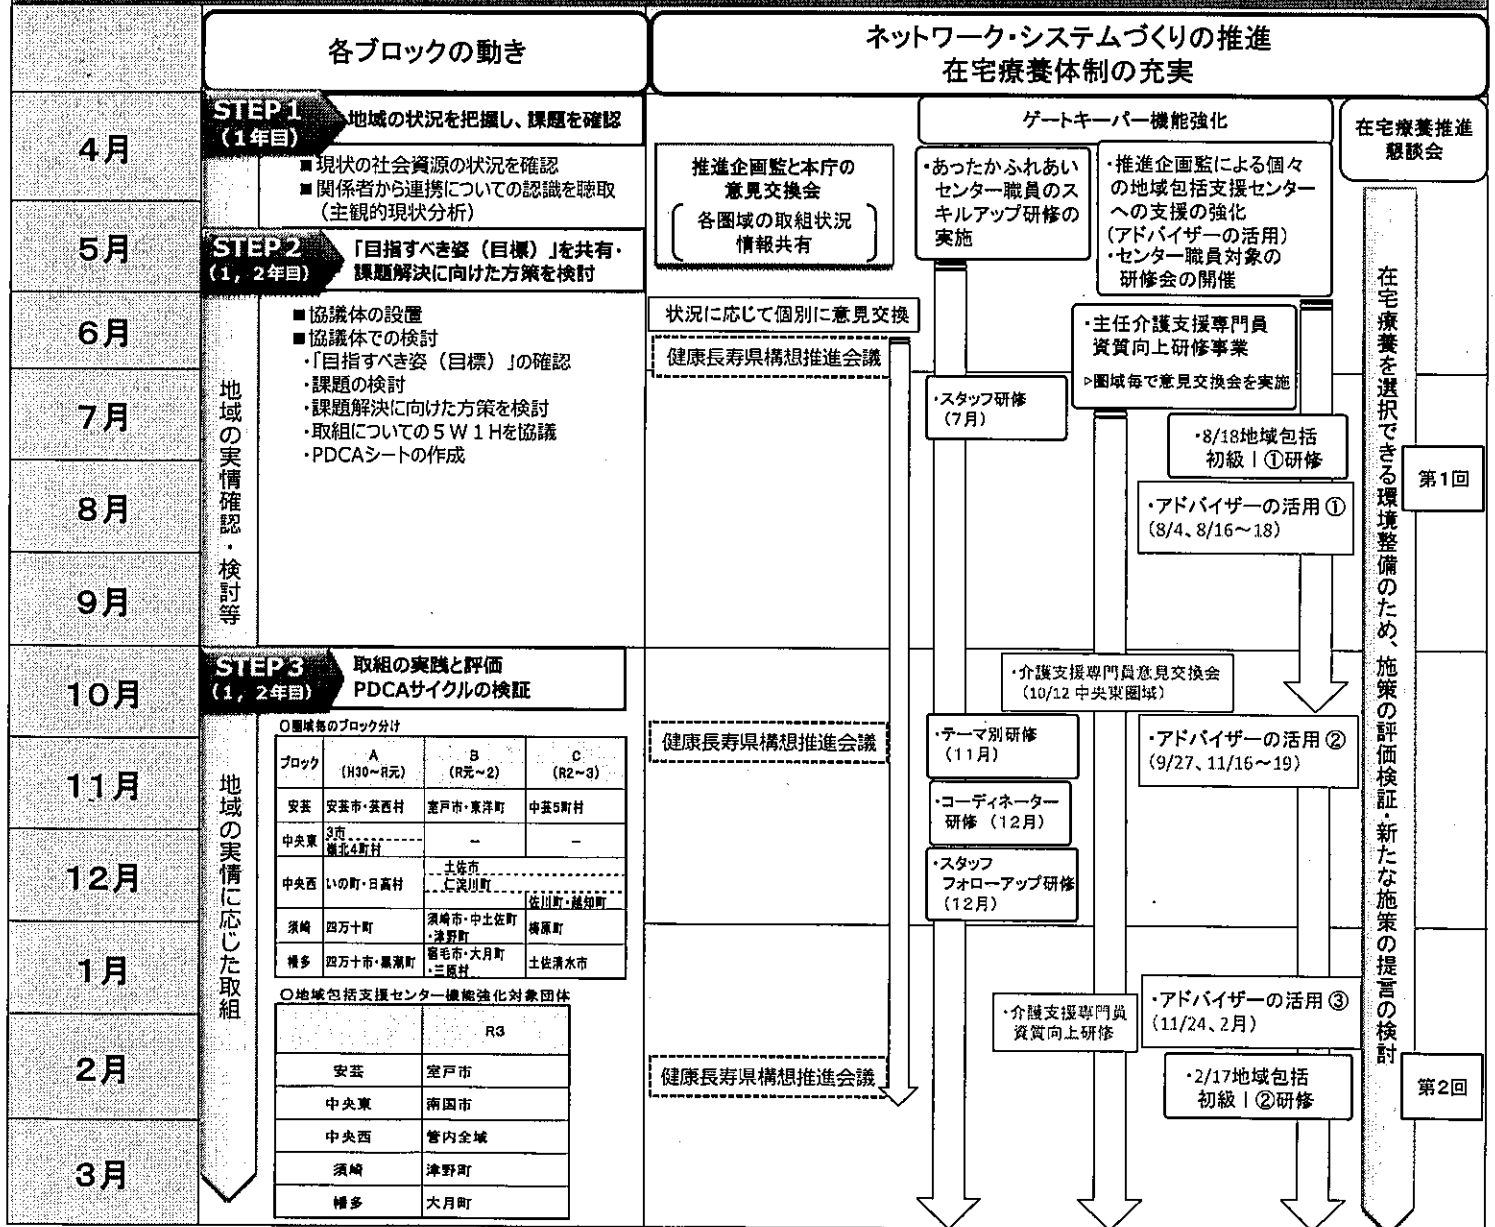 各ブロックの動き
ネットワーク・システムづくりの推進
在宅療養体制の充実
4月
5月
6月
7月
8月
9月
10月
11月
12月
1月
2月
3月
STEP1
(1年目)
地域の状況を把握し、課題を確認
■現状の社会資源の状況を確認
■関係者から連携についての認識を聴取
(主観的現状分析)
STEP2
(1, 2年目)
「目指すべき姿(目標)」を共有・
課題解決に向けた方策を検討
■協議体の設置
■協議体での検討
・「目指すべき姿(目標)」の確認
・課題の検討
・課題解決に向けた方策を検討
・取組についての5W1Hを協議
・PDCAシートの作成
地域の実情確認・検討等
STEP3
(1, 2年目)
取組の実践と評価
PDCAサイクルの検証
地域の実情に応じた取組
○圏域毎のブロック分け
ブロック A (H30~R元) B (R元~2) C (R2~3)
安芸 安芸市・芸西村 室戸市・東洋町 中芸5町村
中央東 3市 嶺北4町村 － －
中央西 いの町・日高村 土佐市 仁淀川町 佐川町・越知町
須崎 四万十町 須崎市・中土佐町・津野町 梼原町
幡多 四万十市・黒潮町 宿毛市・大月町・三原村 土佐清水市
○地域包括支援センター機能強化対象団体
R3
安芸 室戸市
中央東 南国市
中央西 管内全域
須崎 津野町
幡多 大月町
推進企画監と本庁の
意見交換会
各圏域の取組状況
情報共有
状況に応じて個別に意見交換
健康長寿県構想推進会議
健康長寿県構想推進会議
健康長寿県構想推進会議
ゲートキーパー機能強化
・あったかふれあい
センター職員のス
キルアップ研修の
実施
・スタッフ研修
(7月)
・テーマ別研修
(11月)
・コーディネーター
研修(12月)
・スタッフ
フォローアップ研修
(12月)
・推進企画監による個々
の地域包括支援センター
への支援の強化
(アドバイザーの活用)
・センター職員対象の
研修会の開催
・主任介護支援専門員
資質向上研修事業
▷圏域毎で意見交換会を実施
・8/18地域包括
初級Ⅰ①研修
・アドバイザーの活用①
(8/4、8/16~18)
・介護支援専門員意見交換会
(10/12 中央東圏域)
・アドバイザーの活用②
(9/27、11/16~19)
・介護支援専門員
資質向上研修
・アドバイザーの活用③
(11/24、2月)
・2/17地域包括
初級Ⅰ②研修
在宅療養推進
懇談会
在宅療養を選択できる環境整備のため、施策の評価検証・新たな施策の提言の検討
第1回
第2回